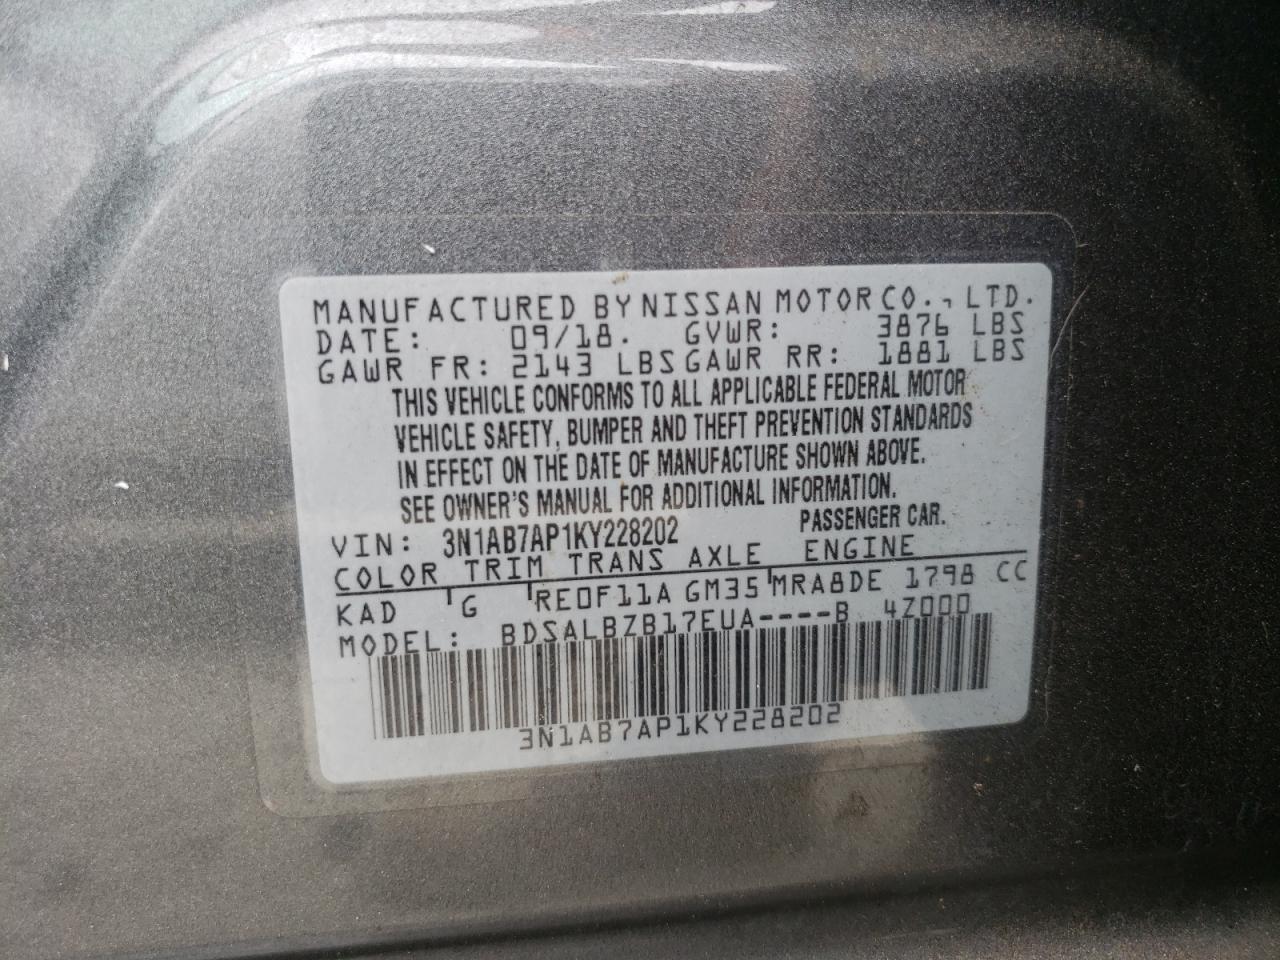 MANUFACTURED BY NISSAN MOTOR CO., LTD.
DATE: 09/18. GVWR: 3876 LBS
GAWR FR: 2143 LBS GAWR RR: 1881 LBS
THIS VEHICLE CONFORMS TO ALL APPLICABLE FEDERAL MOTOR
VEHICLE SAFETY, BUMPER AND THEFT PREVENTION STANDARDS
IN EFFECT ON THE DATE OF MANUFACTURE SHOWN ABOVE.
SEE OWNER'S MANUAL FOR ADDITIONAL INFORMATION.
VIN: 3N1AB7AP1KY228202 PASSENGER CAR.
COLOR TRIM TRANS AXLE ENGINE
KAD G RE0F11A GM35 MRA8DE 1798 CC
MODEL: BDSALBZB17EUA----B 4Z000
3N1AB7AP1KY228202